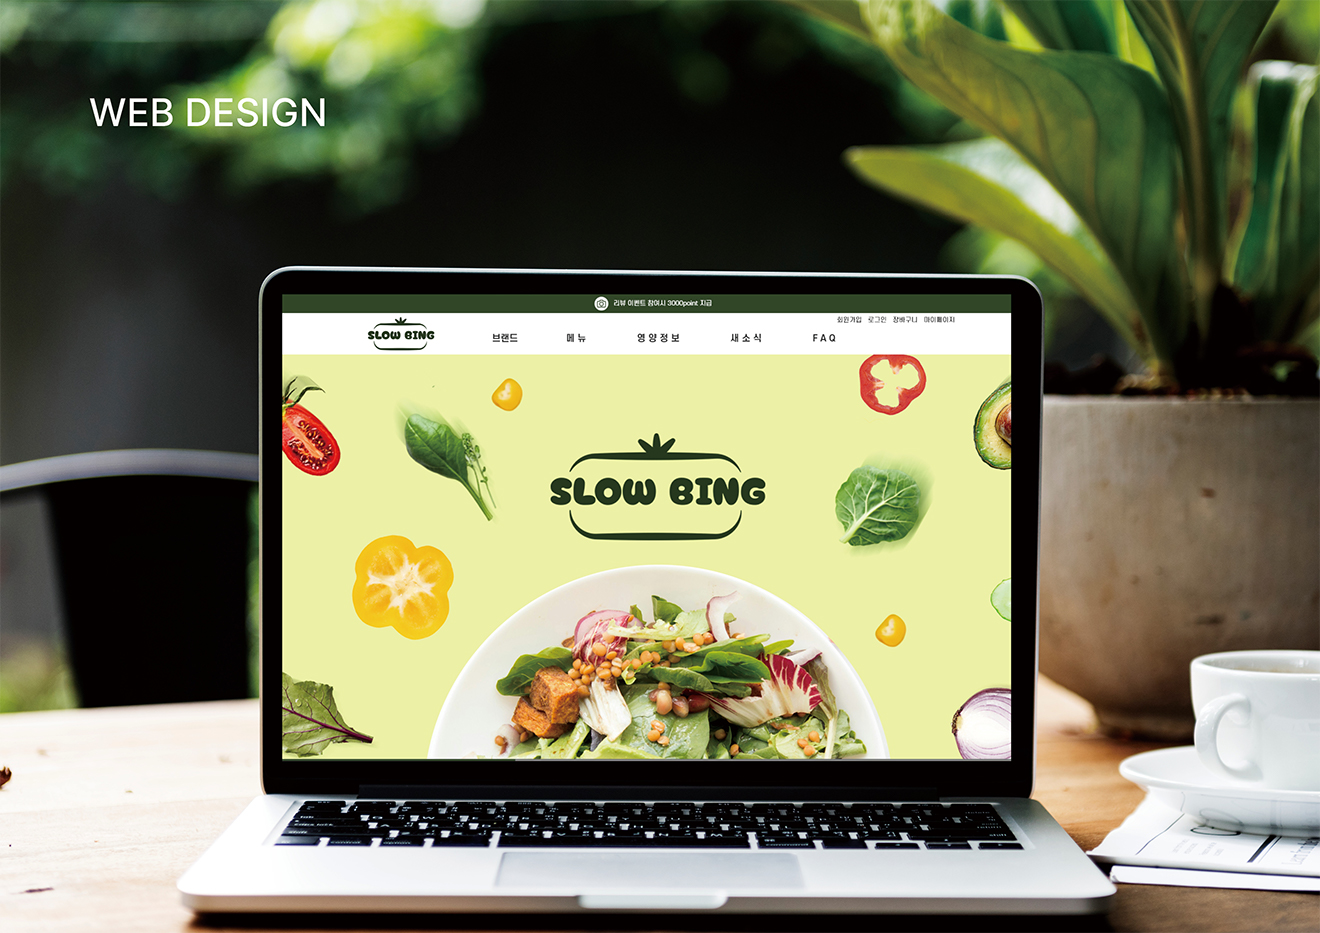 WEB DESIGN
리뷰 이벤트 참여시 3000point 지급
회원가입 로그인 장바구니 마이페이지
SLOW BING
브랜드 메뉴 영양정보 새소식 FAQ
SLOW BING